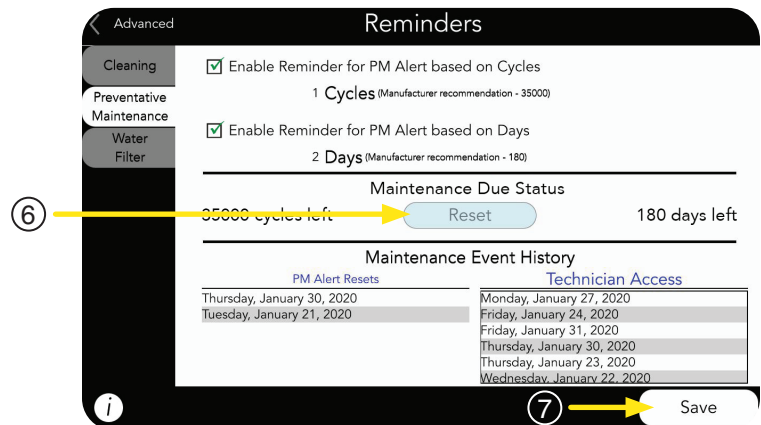 Advanced
Reminders
Cleaning
Preventative
Maintenance
Water
Filter
Enable Reminder for PM Alert based on Cycles
1 Cycles (Manufacturer recommendation - 35000)
Enable Reminder for PM Alert based on Days
2 Days (Manufacturer recommendation - 180)
Maintenance Due Status
6
35000 cycles left Reset 180 days left
Maintenance Event History
PM Alert Resets
Thursday, January 30, 2020
Tuesday, January 21, 2020
Technician Access
Monday, January 27, 2020
Friday, January 24, 2020
Friday, January 31, 2020
Thursday, January 30, 2020
Thursday, January 23, 2020
Wednesday, January 22, 2020
i
7
Save